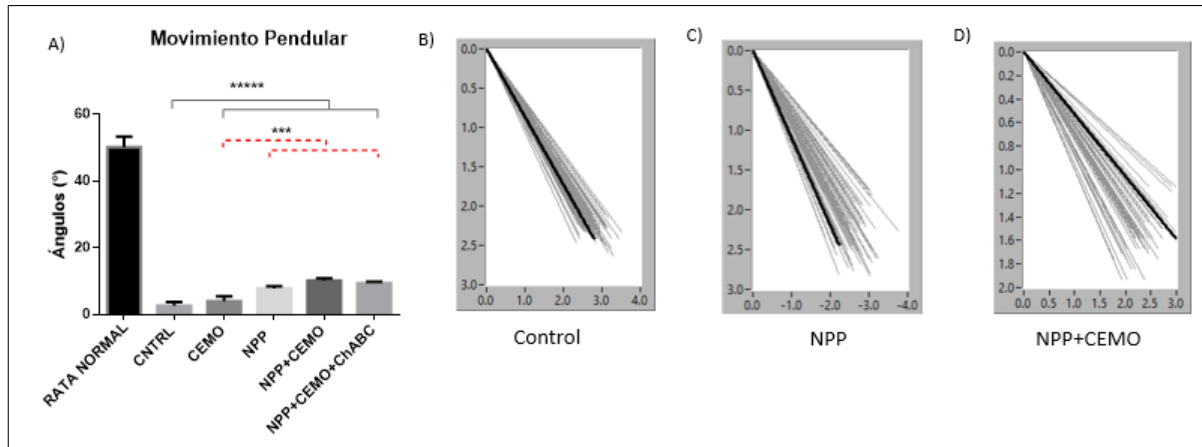 A)
Movimiento Pendular
*****
***
60
40
20
0
Ángulos (°)
RATA NORMAL
CNTRL
CEMO
NPP
NPP+CEMO
NPP+CEMO+ChABC
B)
0.0
0.5
1.0
1.5
2.0
2.5
3.0
0.0 1.0 2.0 3.0 4.0
Control
C)
0.0
0.5
1.0
1.5
2.0
2.5
3.0
0.0 -1.0 -2.0 -3.0 -4.0
NPP
D)
0.0
0.2
0.4
0.6
0.8
1.0
1.2
1.4
1.6
1.8
2.0
0.0 0.5 1.0 1.5 2.0 2.5 3.0
NPP+CEMO